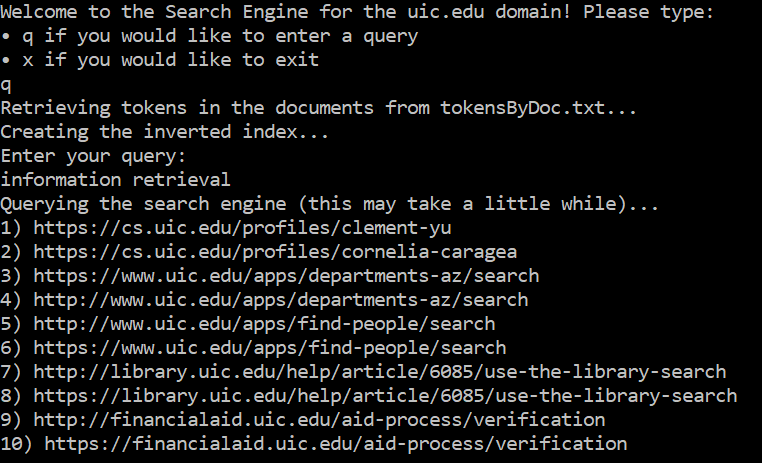 Welcome to the Search Engine for the uic.edu domain! Please type:
• q if you would like to enter a query
• x if you would like to exit
q
Retrieving tokens in the documents from tokensByDoc.txt...
Creating the inverted index...
Enter your query:
information retrieval
Querying the search engine (this may take a little while)...
1) https://cs.uic.edu/profiles/clement-yu
2) https://cs.uic.edu/profiles/cornelia-caragea
3) https://www.uic.edu/apps/departments-az/search
4) http://www.uic.edu/apps/departments-az/search
5) http://www.uic.edu/apps/find-people/search
6) https://www.uic.edu/apps/find-people/search
7) http://library.uic.edu/help/article/6085/use-the-library-search
8) https://library.uic.edu/help/article/6085/use-the-library-search
9) http://financialaid.uic.edu/aid-process/verification
10) https://financialaid.uic.edu/aid-process/verification